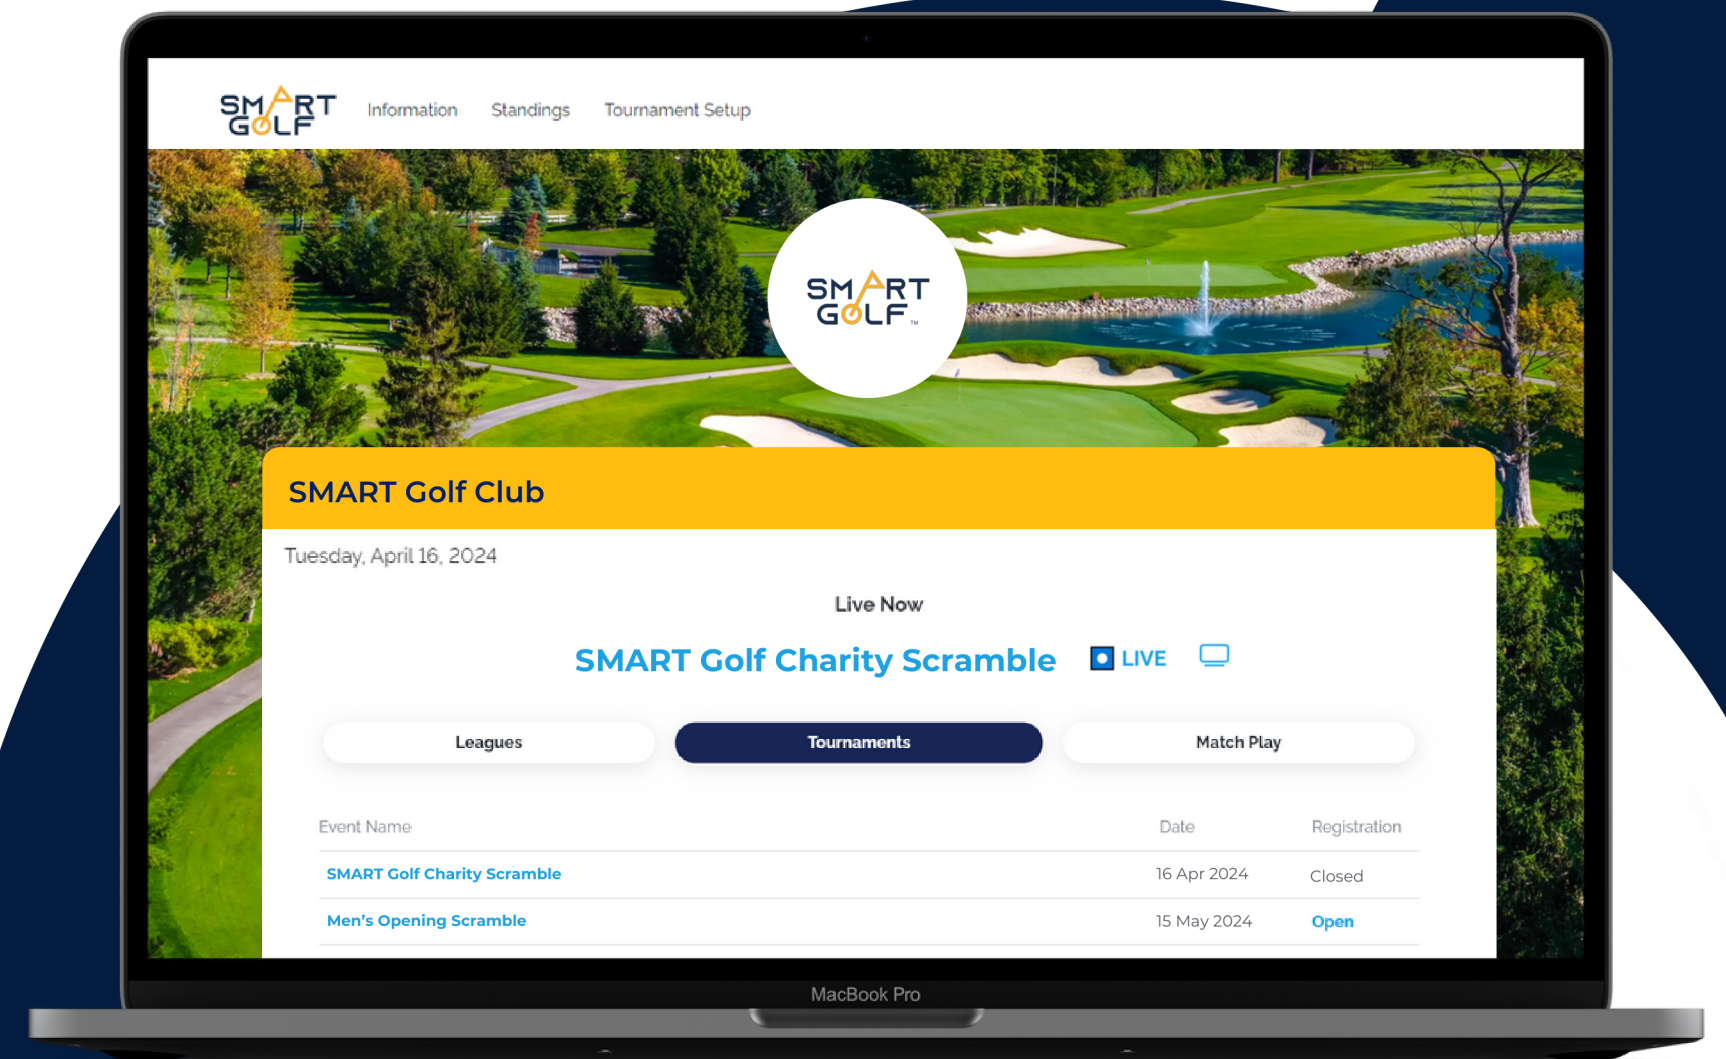 SMART GOLF
Information Standings Tournament Setup
SMART
GOLF™
SMART Golf Club
Tuesday, April 16, 2024
Live Now
SMART Golf Charity Scramble LIVE
Leagues Tournaments Match Play
Event Name Date Registration
SMART Golf Charity Scramble 16 Apr 2024 Closed
Men’s Opening Scramble 15 May 2024 Open
MacBook Pro